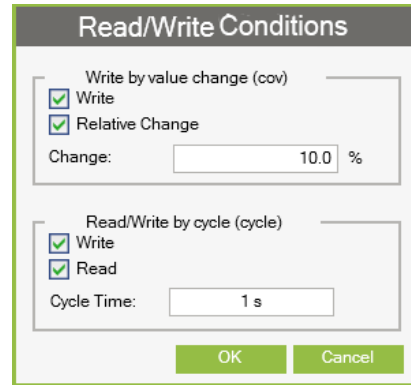 Read/Write Conditions
Write by value change (cov)
Write
Relative Change
Change: 10.0 %
Read/Write by cycle (cycle)
Write
Read
Cycle Time: 1 s
OK Cancel